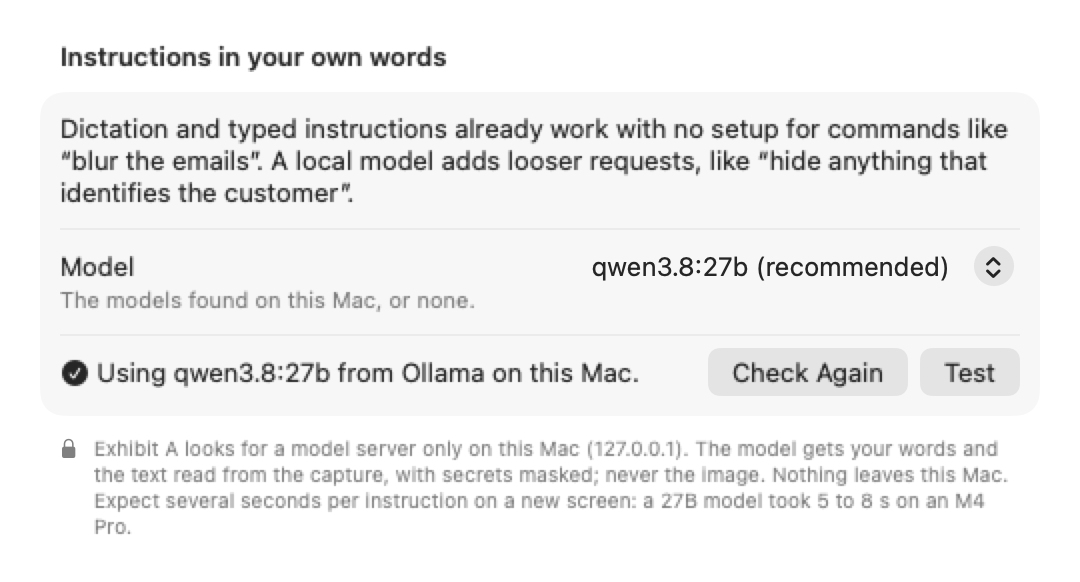 Instructions in your own words
Dictation and typed instructions already work with no setup for commands like
“blur the emails”. A local model adds looser requests, like “hide anything that
identifies the customer”.
Model
qwen3.8:27b (recommended)
The models found on this Mac, or none.
Using qwen3.8:27b from Ollama on this Mac.
Check Again
Test
Exhibit A looks for a model server only on this Mac (127.0.0.1). The model gets your words and
the text read from the capture, with secrets masked; never the image. Nothing leaves this Mac.
Expect several seconds per instruction on a new screen: a 27B model took 5 to 8 s on an M4
Pro.